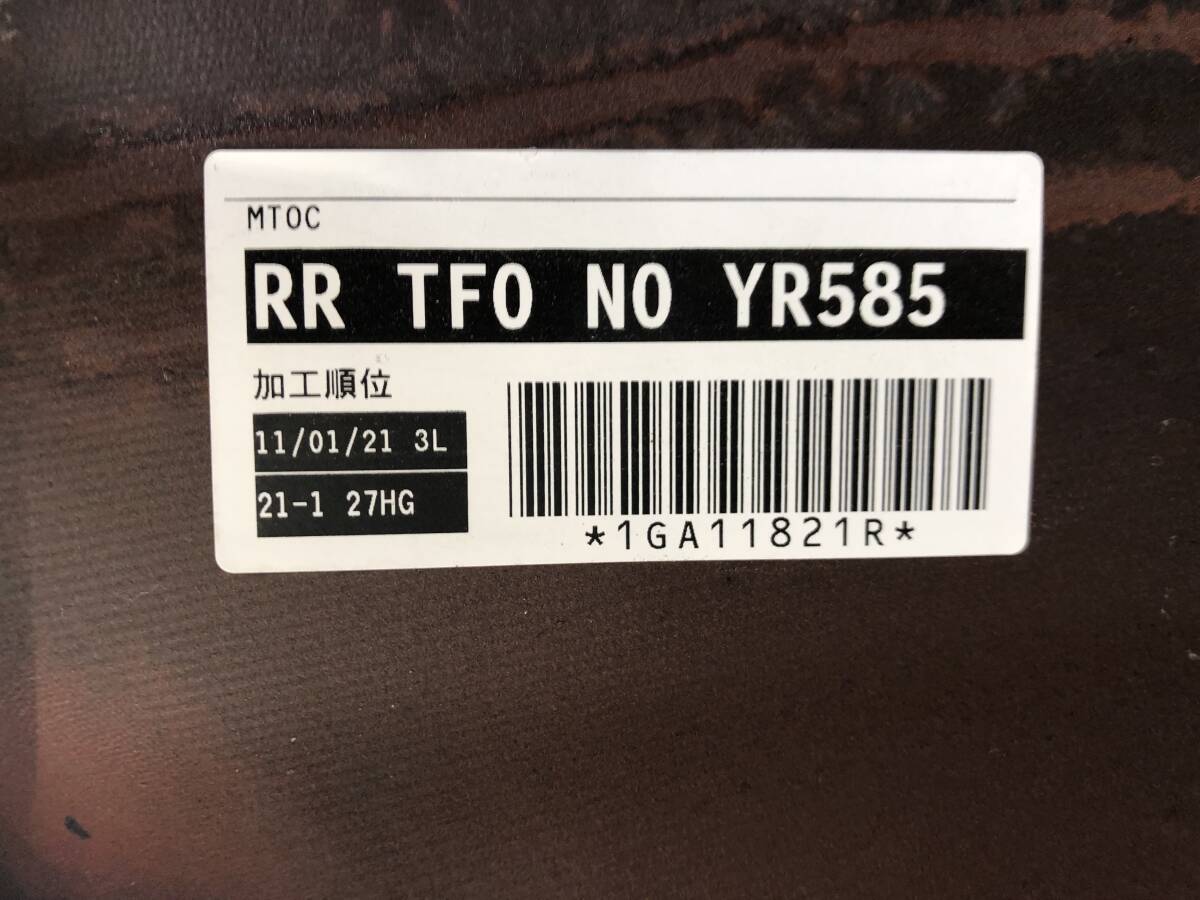 MTOC
RR TF0 N0 YR585
加工順位
11/01/21 3L
21-1 27HG
*1GA11821R*